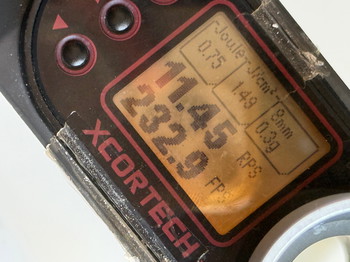 Joule J/cm² 8mm
0.75 1.49 0.3g
11.45 RPS
232.9 FPS
XCORTECH